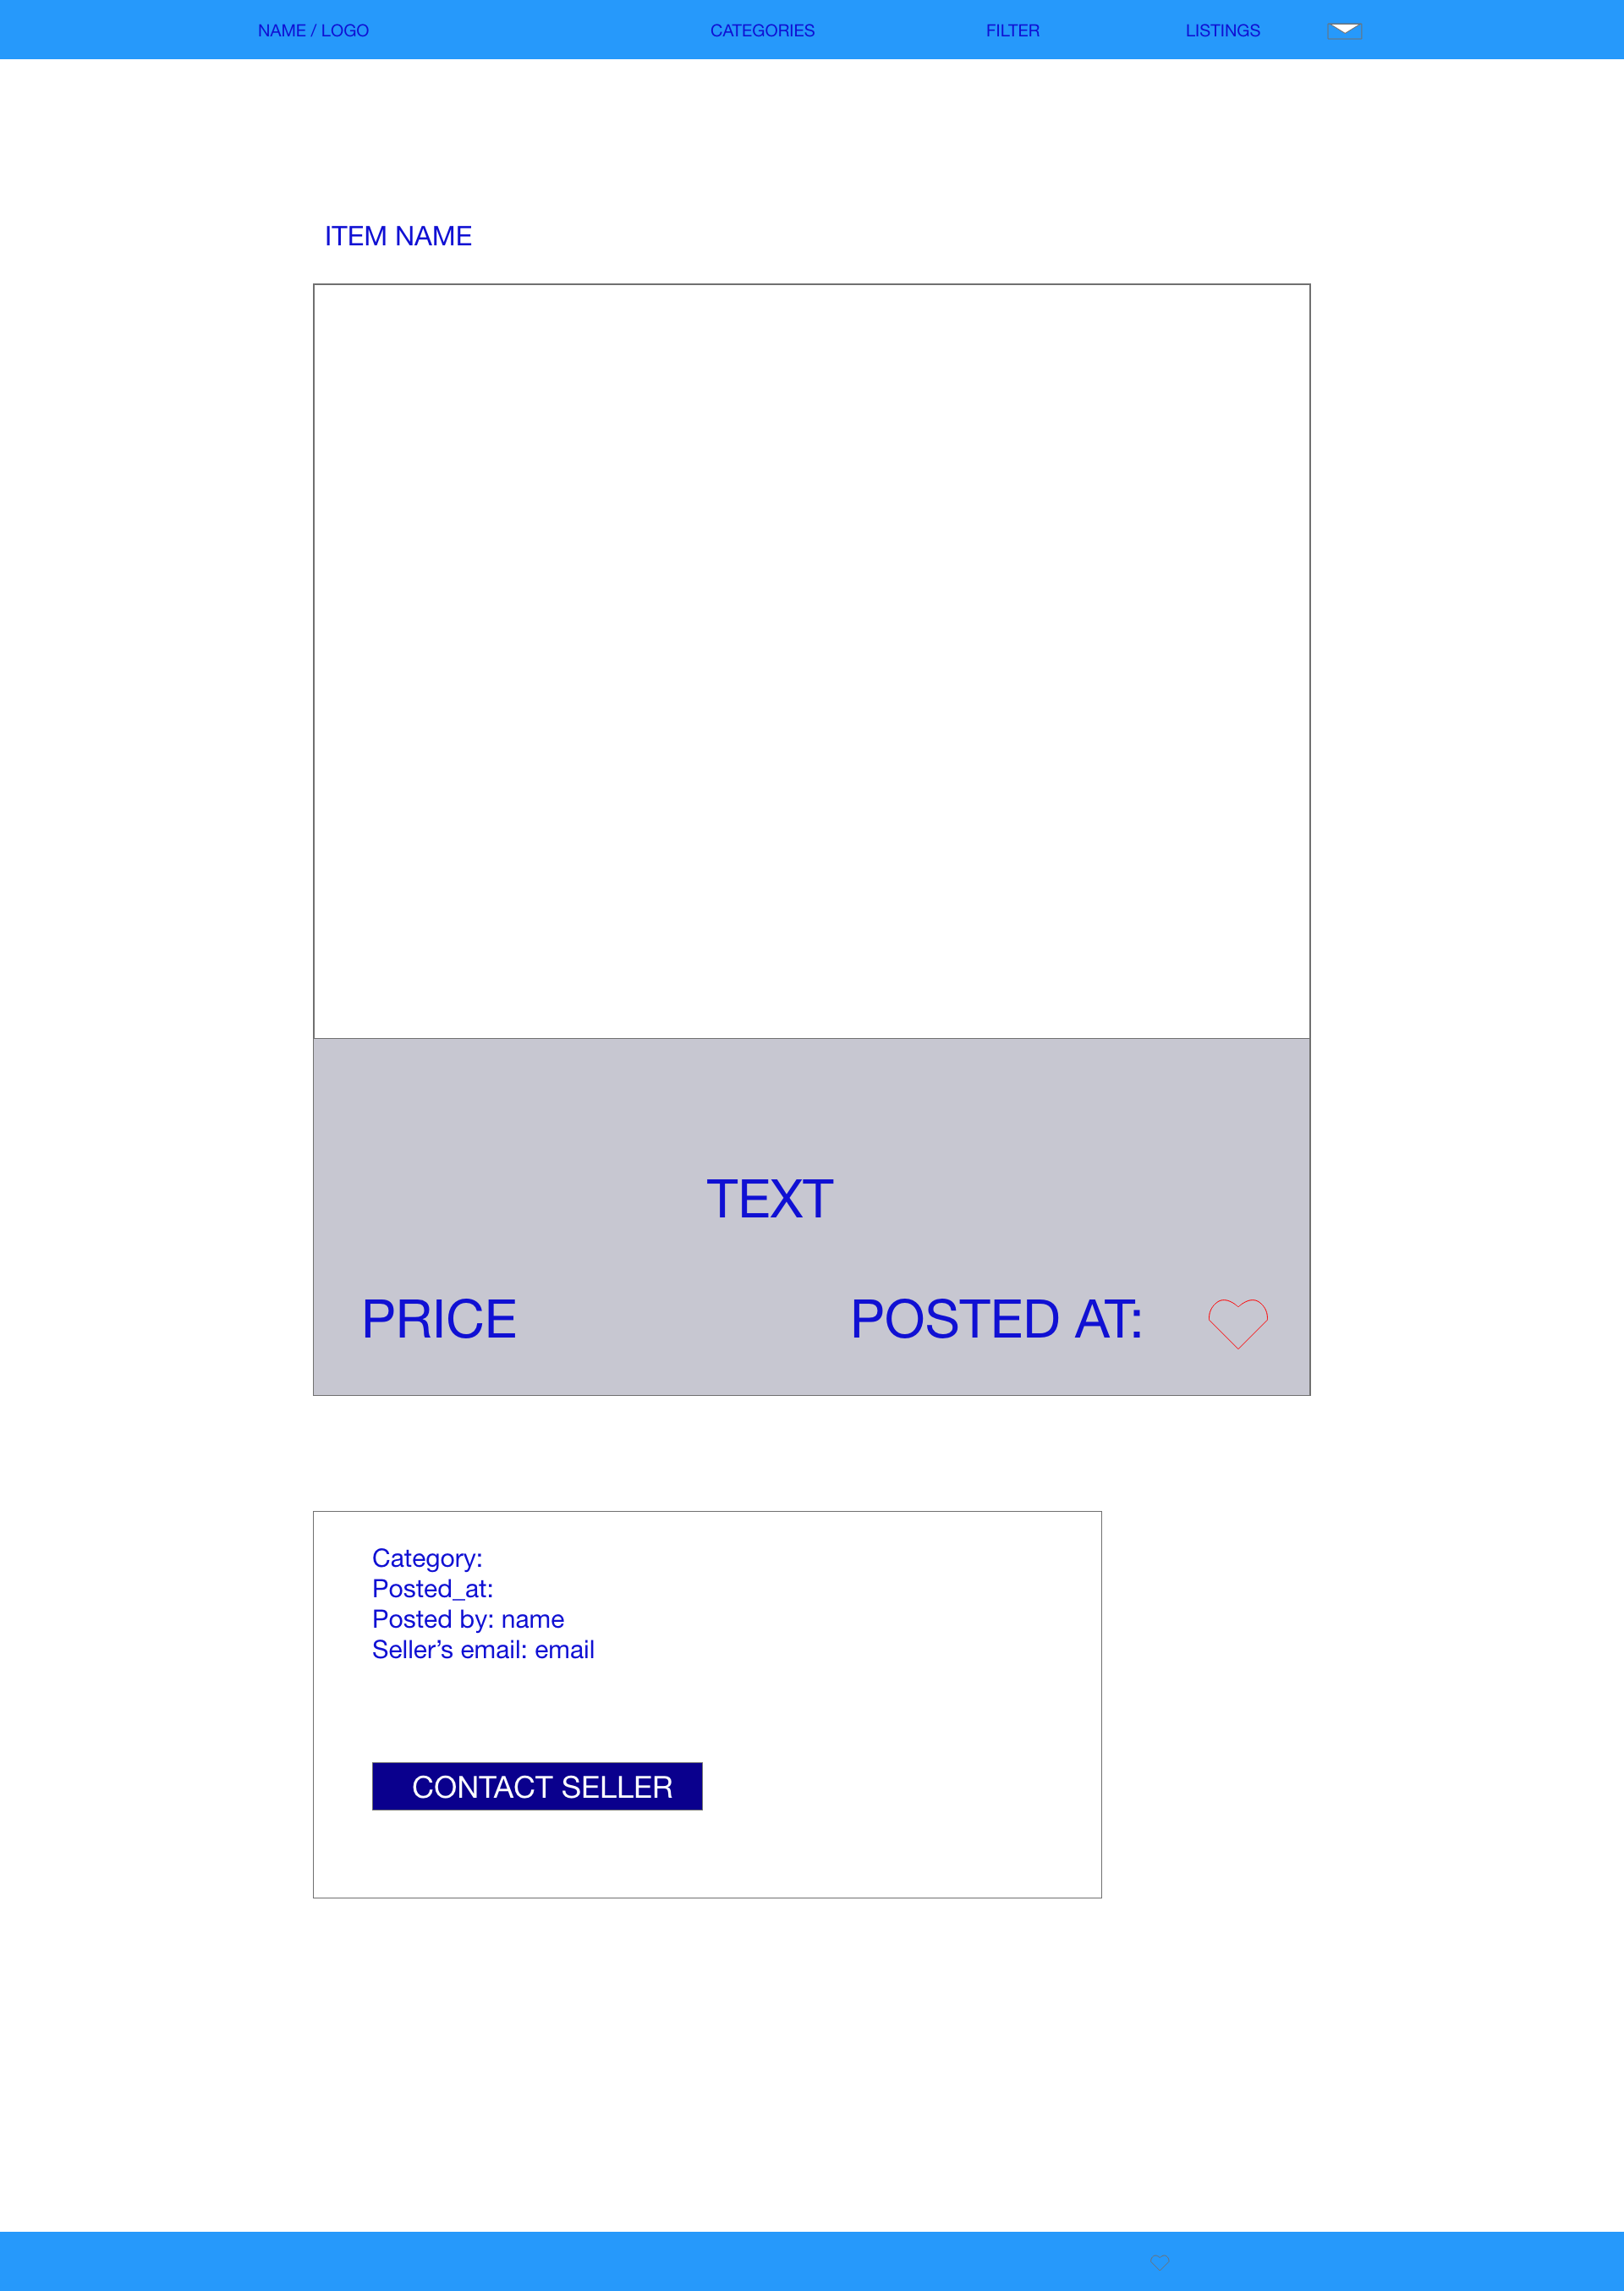 NAME / LOGO CATEGORIES FILTER LISTINGS
ITEM NAME
TEXT
PRICE POSTED AT:
Category:
Posted_at:
Posted by: name
Seller’s email: email
CONTACT SELLER